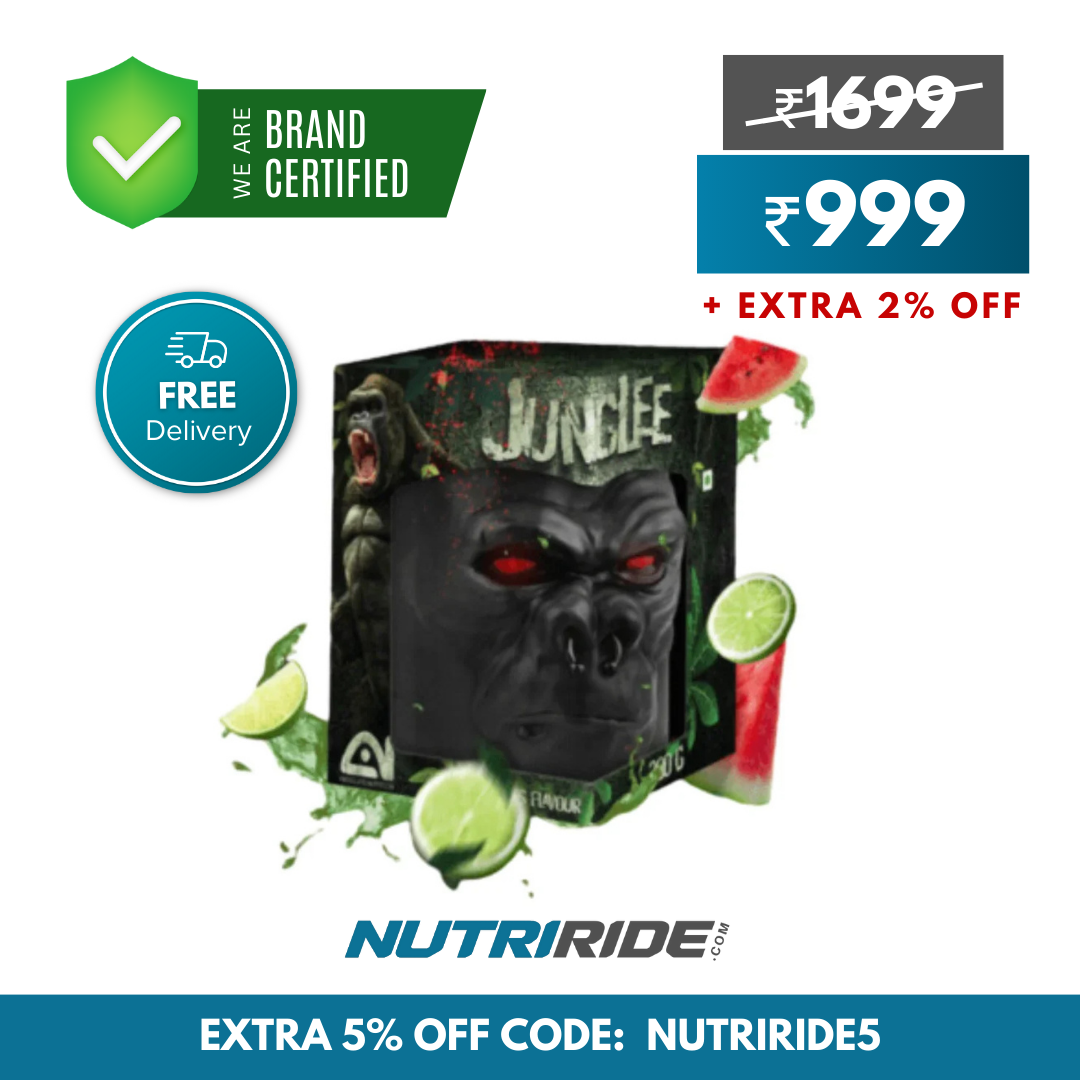 WE ARE
BRAND
CERTIFIED
₹1699
₹999
+ EXTRA 2% OFF
FREE
Delivery
JUNGLEE
FLAVOUR
NUTRIRIDE.COM
EXTRA 5% OFF CODE: NUTRIRIDE5